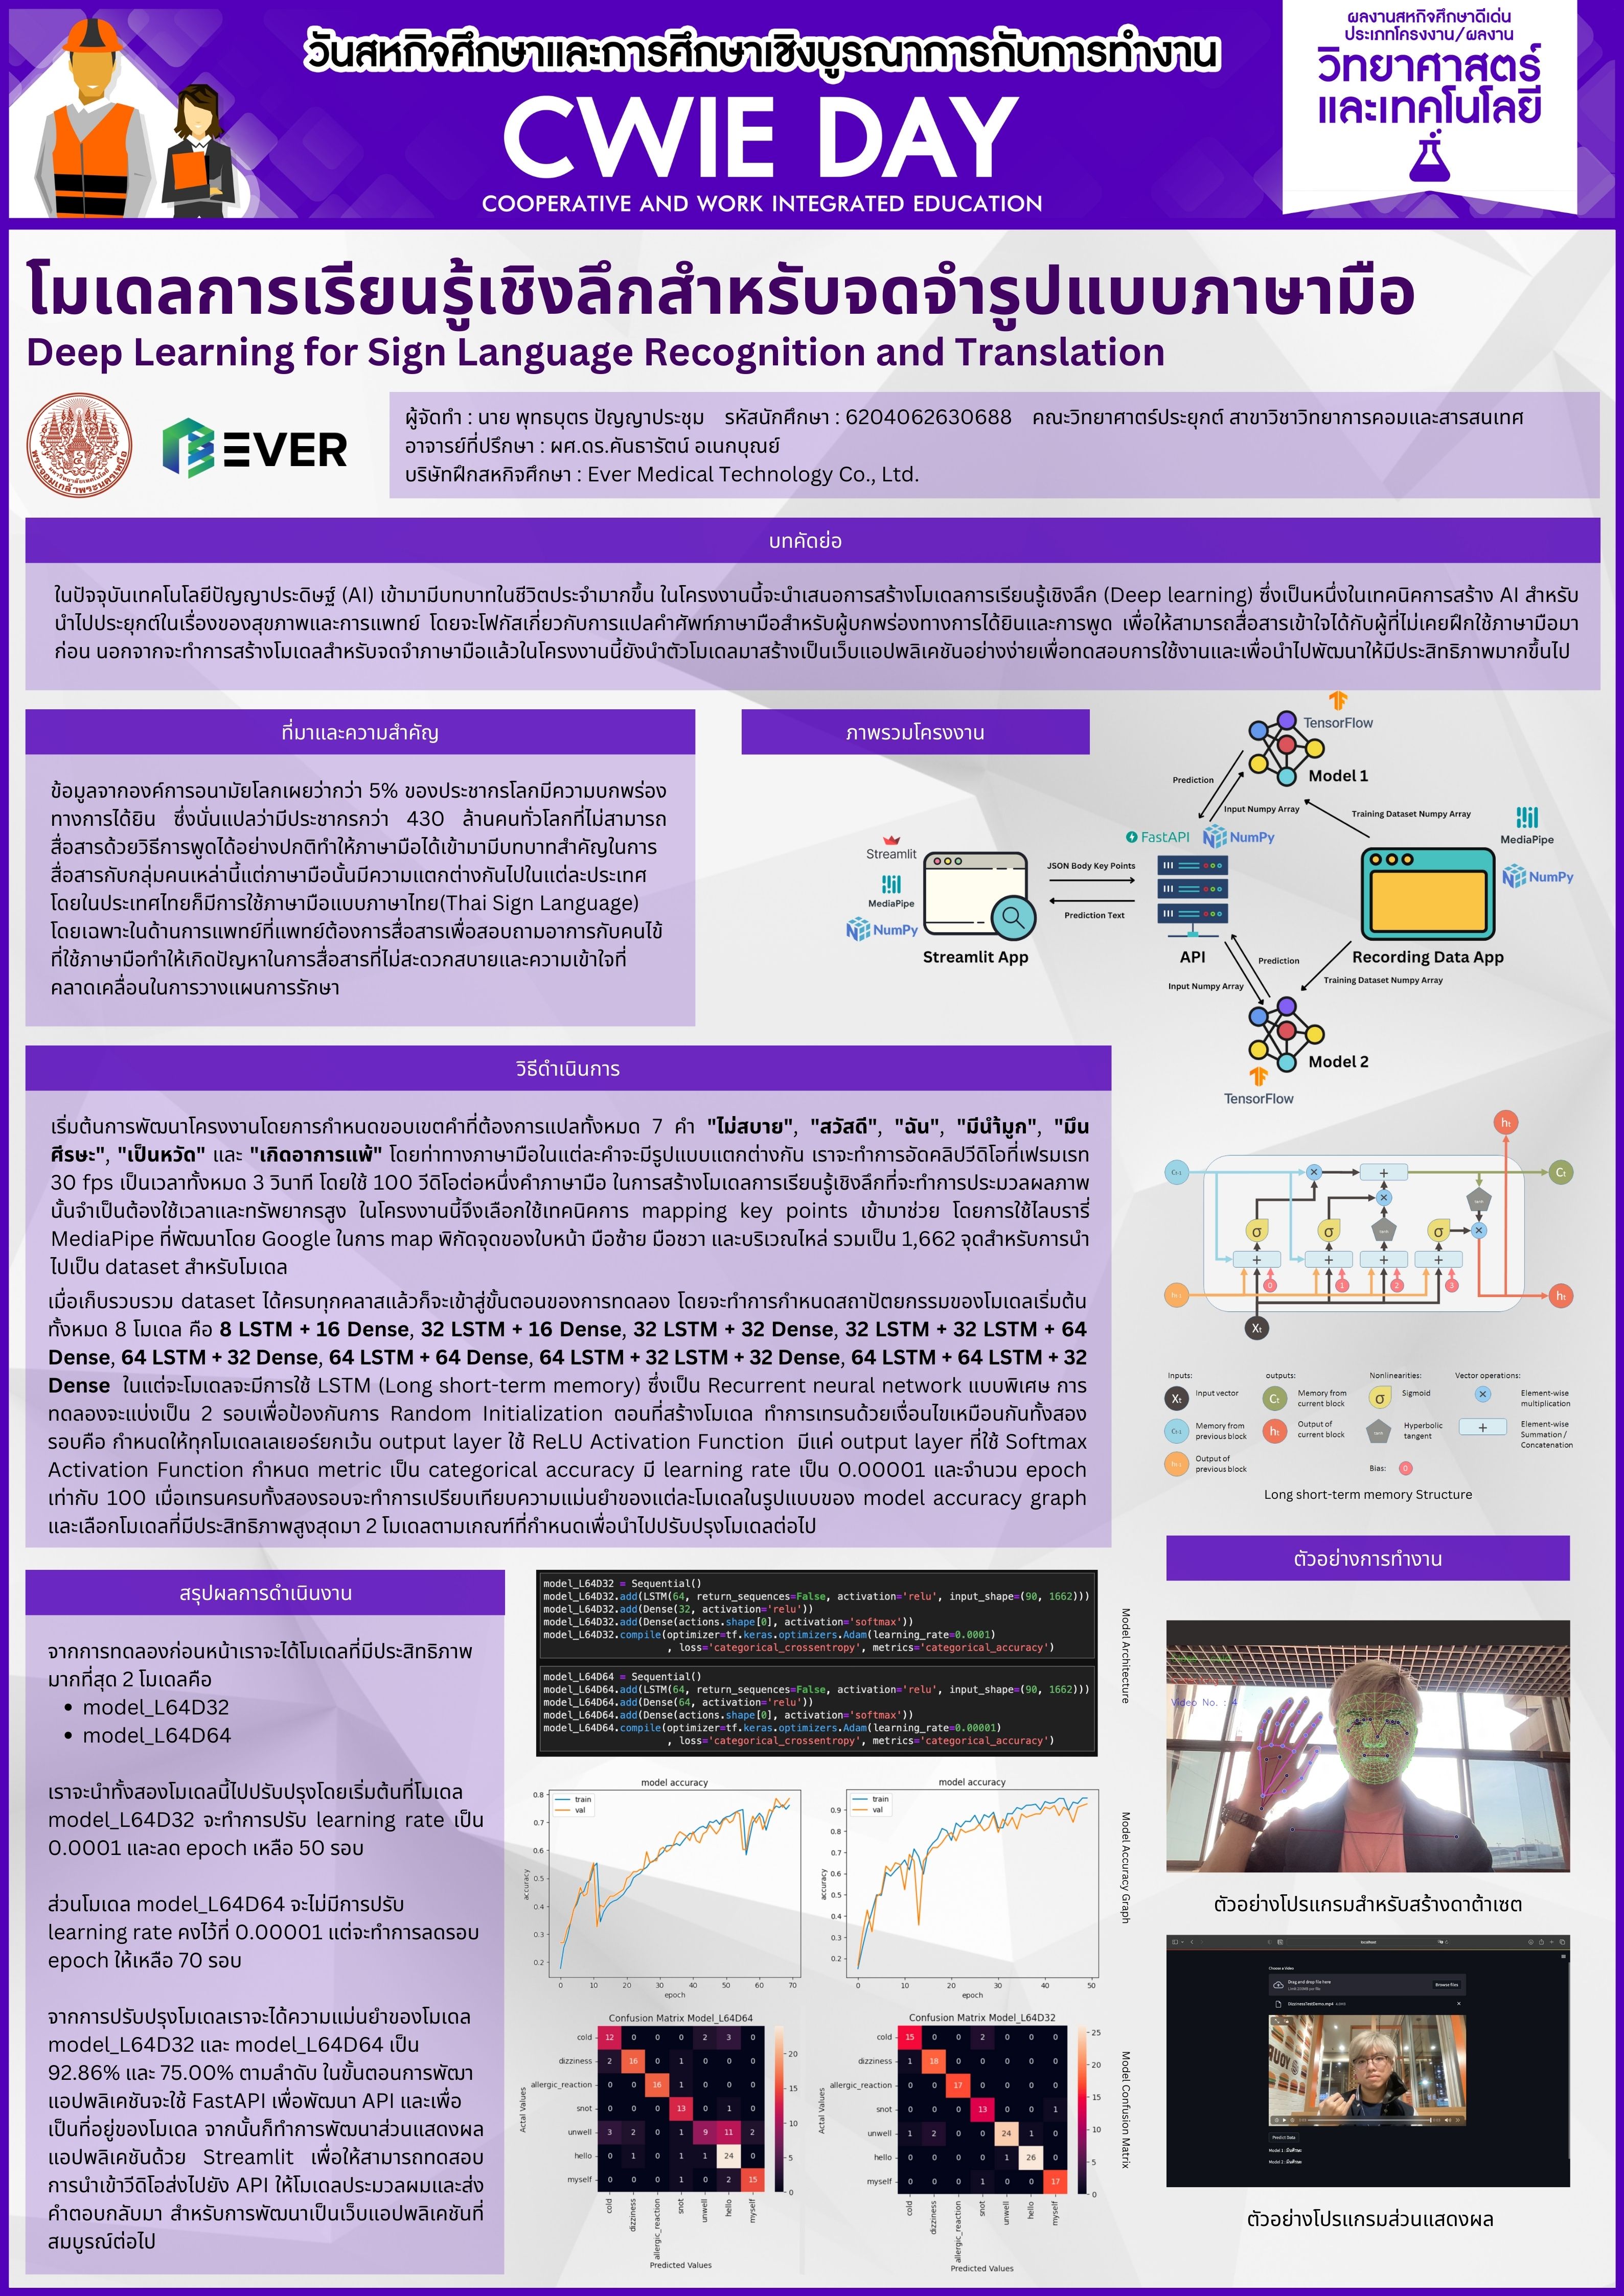 วันสหกิจศึกษาและการศึกษาเชิงบูรณาการกับการทำงาน
CWIE DAY
COOPERATIVE AND WORK INTEGRATED EDUCATION
ผลงานสหกิจศึกษาดีเด่น
ประเภทโครงงาน/ผลงาน
วิทยาศาสตร์
และเทคโนโลยี
โมเดลการเรียนรู้เชิงลึกสำหรับจดจำรูปแบบภาษามือ
Deep Learning for Sign Language Recognition and Translation
EVER
ผู้จัดทำ : นาย พุทธบุตร ปัญญาประชุม รหัสนักศึกษา : 6204062630688 คณะวิทยาศาตร์ประยุกต์ สาขาวิชาวิทยาการคอมและสารสนเทศ
อาจารย์ที่ปรึกษา : ผศ.ดร.คันธารัตน์ อเนกบุณย์
บริษัทฝึกสหกิจศึกษา : Ever Medical Technology Co., Ltd.
บทคัดย่อ
ในปัจจุบันเทคโนโลยีปัญญาประดิษฐ์ (AI) เข้ามามีบทบาทในชีวิตประจำมากขึ้น ในโครงงานนี้จะนำเสนอการสร้างโมเดลการเรียนรู้เชิงลึก (Deep learning) ซึ่งเป็นหนึ่งในเทคนิคการสร้าง AI สำหรับ
นำไปประยุกต์ในเรื่องของสุขภาพและการแพทย์ โดยจะโฟกัสเกี่ยวกับการแปลคำศัพท์ภาษามือสำหรับผู้บกพร่องทางการได้ยินและการพูด เพื่อให้สามารถสื่อสารเข้าใจได้กับผู้ที่ไม่เคยฝึกใช้ภาษามือมา
ก่อน นอกจากจะทำการสร้างโมเดลสำหรับจดจำภาษามือแล้วในโครงงานนี้ยังนำตัวโมเดลมาสร้างเป็นเว็บแอปพลิเคชันอย่างง่ายเพื่อทดสอบการใช้งานและเพื่อนำไปพัฒนาให้มีประสิทธิภาพมากขึ้นไป
ที่มาและความสำคัญ
ข้อมูลจากองค์การอนามัยโลกเผยว่ากว่า 5% ของประชากรโลกมีความบกพร่อง
ทางการได้ยิน ซึ่งนั่นแปลว่ามีประชากรกว่า 430 ล้านคนทั่วโลกที่ไม่สามารถ
สื่อสารด้วยวิธีการพูดได้อย่างปกติทำให้ภาษามือได้เข้ามามีบทบาทสำคัญในการ
สื่อสารกับกลุ่มคนเหล่านี้แต่ภาษามือนั้นมีความแตกต่างกันไปในแต่ละประเทศ
โดยในประเทศไทยก็มีการใช้ภาษามือแบบภาษาไทย(Thai Sign Language)
โดยเฉพาะในด้านการแพทย์ที่แพทย์ต้องการสื่อสารเพื่อสอบถามอาการกับคนไข้
ที่ใช้ภาษามือทำให้เกิดปัญหาในการสื่อสารที่ไม่สะดวกสบายและความเข้าใจที่
คลาดเคลื่อนในการวางแผนการรักษา
ภาพรวมโครงงาน
TensorFlow
Model 1
Prediction
Input Numpy Array
Training Dataset Numpy Array
FastAPI
NumPy
MediaPipe
NumPy
Streamlit
MediaPipe
NumPy
JSON Body Key Points
Prediction Text
Streamlit App
API
Recording Data App
Prediction
Input Numpy Array
Training Dataset Numpy Array
Model 2
TensorFlow
วิธีดำเนินการ
เริ่มต้นการพัฒนาโครงงานโดยการกำหนดขอบเขตคำที่ต้องการแปลทั้งหมด 7 คำ "ไม่สบาย", "สวัสดี", "ฉัน", "มีน้ำมูก", "มึน
ศีรษะ", "เป็นหวัด" และ "เกิดอาการแพ้" โดยท่าทางภาษามือในแต่ละคำจะมีรูปแบบแตกต่างกัน เราจะทำการอัดคลิปวีดิโอที่เฟรมเรท
30 fps เป็นเวลาทั้งหมด 3 วินาที โดยใช้ 100 วีดิโอต่อหนึ่งคำภาษามือ ในการสร้างโมเดลการเรียนรู้เชิงลึกที่จะทำการประมวลผลภาพ
นั้นจำเป็นต้องใช้เวลาและทรัพยากรสูง ในโครงงานนี้จึงเลือกใช้เทคนิคการ mapping key points เข้ามาช่วย โดยการใช้ไลบรารี่
MediaPipe ที่พัฒนาโดย Google ในการ map พิกัดจุดของใบหน้า มือซ้าย มือขวา และบริเวณไหล่ รวมเป็น 1,662 จุดสำหรับการนำ
ไปเป็น dataset สำหรับโมเดล
เมื่อเก็บรวบรวม dataset ได้ครบทุกคลาสแล้วก็จะเข้าสู่ขั้นตอนของการทดลอง โดยจะทำการกำหนดสถาปัตยกรรมของโมเดลเริ่มต้น
ทั้งหมด 8 โมเดล คือ 8 LSTM + 16 Dense, 32 LSTM + 16 Dense, 32 LSTM + 32 Dense, 32 LSTM + 32 LSTM + 64
Dense, 64 LSTM + 32 Dense, 64 LSTM + 64 Dense, 64 LSTM + 32 LSTM + 32 Dense, 64 LSTM + 64 LSTM + 32
Dense ในแต่จะโมเดลจะมีการใช้ LSTM (Long short-term memory) ซึ่งเป็น Recurrent neural network แบบพิเศษ การ
ทดลองจะแบ่งเป็น 2 รอบเพื่อป้องกันการ Random Initialization ตอนที่สร้างโมเดล ทำการเทรนด้วยเงื่อนไขเหมือนกันทั้งสอง
รอบคือ กำหนดให้ทุกโมเดลเลเยอร์ยกเว้น output layer ใช้ ReLU Activation Function มีแค่ output layer ที่ใช้ Softmax
Activation Function กำหนด metric เป็น categorical accuracy มี learning rate เป็น 0.00001 และจำนวน epoch
เท่ากับ 100 เมื่อเทรนครบทั้งสองรอบจะทำการเปรียบเทียบความแม่นยำของแต่ละโมเดลในรูปแบบของ model accuracy graph
และเลือกโมเดลที่มีประสิทธิภาพสูงสุดมา 2 โมเดลตามเกณฑ์ที่กำหนดเพื่อนำไปปรับปรุงโมเดลต่อไป
Inputs:
outputs:
Nonlinearities:
Vector operations:
Input vector
Memory from current block
Sigmoid
Element-wise multiplication
Memory from previous block
Output of current block
Hyperbolic tangent
Element-wise Summation / Concatenation
Output of previous block
Bias:
Long short-term memory Structure
สรุปผลการดำเนินงาน
จากการทดลองก่อนหน้าเราจะได้โมเดลที่มีประสิทธิภาพ
มากที่สุด 2 โมเดลคือ
• model_L64D32
• model_L64D64
เราจะนำทั้งสองโมเดลนี้ไปปรับปรุงโดยเริ่มต้นที่โมเดล
model_L64D32 จะทำการปรับ learning rate เป็น
0.0001 และลด epoch เหลือ 50 รอบ
ส่วนโมเดล model_L64D64 จะไม่มีการปรับ
learning rate คงไว้ที่ 0.00001 แต่จะทำการลดรอบ
epoch ให้เหลือ 70 รอบ
จากการปรับปรุงโมเดลเราจะได้ความแม่นยำของโมเดล
model_L64D32 และ model_L64D64 เป็น
92.86% และ 75.00% ตามลำดับ ในขั้นตอนการพัฒา
แอปพลิเคชันจะใช้ FastAPI เพื่อพัฒนา API และเพื่อ
เป็นที่อยู่ของโมเดล จากนั้นก็ทำการพัฒนาส่วนแสดงผล
แอปพลิเคชันด้วย Streamlit เพื่อให้สามารถทดสอบ
การนำเข้าวีดิโอส่งไปยัง API ให้โมเดลประมวลผมและส่ง
คำตอบกลับมา สำหรับการพัฒนาเป็นเว็บแอปพลิเคชันที่
สมบูรณ์ต่อไป
model_L64D32 = Sequential()
model_L64D32.add(LSTM(64, return_sequences=False, activation='relu', input_shape=(90, 1662)))
model_L64D32.add(Dense(32, activation='relu'))
model_L64D32.add(Dense(actions.shape[0], activation='softmax'))
model_L64D32.compile(optimizer=tf.keras.optimizers.Adam(learning_rate=0.0001)
, loss='categorical_crossentropy', metrics='categorical_accuracy')
model_L64D64 = Sequential()
model_L64D64.add(LSTM(64, return_sequences=False, activation='relu', input_shape=(90, 1662)))
model_L64D64.add(Dense(64, activation='relu'))
model_L64D64.add(Dense(actions.shape[0], activation='softmax'))
model_L64D64.compile(optimizer=tf.keras.optimizers.Adam(learning_rate=0.00001)
, loss='categorical_crossentropy', metrics='categorical_accuracy')
Model Architecture
model accuracy
train
val
accuracy
0.8
0.7
0.6
0.5
0.4
0.3
0.2
0 10 20 30 40 50 60 70
epoch
model accuracy
train
val
accuracy
0.9
0.8
0.7
0.6
0.5
0.4
0.3
0.2
0 10 20 30 40 50
epoch
Model Accuracy Graph
Confusion Matrix Model_L64D64
Actal Values
cold 12 0 0 0 2 3 0
dizziness 2 16 0 1 0 0 0
allergic_reaction 0 0 16 1 0 0 0
snot 0 0 0 13 0 1 0
unwell 3 2 0 1 9 11 2
hello 0 1 0 1 1 24 0
myself 0 0 0 1 0 2 15
cold dizziness allergic_reaction snot unwell hello myself
Predicted Values
20
15
10
5
0
Confusion Matrix Model_L64D32
Actal Values
cold 15 0 0 2 0 0 0
dizziness 1 18 0 0 0 0 0
allergic_reaction 0 0 17 0 0 0 0
snot 0 0 0 13 0 0 1
unwell 1 2 0 0 24 1 0
hello 0 0 0 0 1 26 0
myself 0 0 0 1 0 0 17
cold dizziness allergic_reaction snot unwell hello myself
Predicted Values
25
20
15
10
5
0
Model Confusion Matrix
ตัวอย่างการทำงาน
Video No. : 4
ตัวอย่างโปรแกรมสำหรับสร้างดาต้าเซต
localhost
Choose a Video
Drag and drop file here
Browse files
DizzinessTestDemo.mp4
Predict Data
ตัวอย่างโปรแกรมส่วนแสดงผล